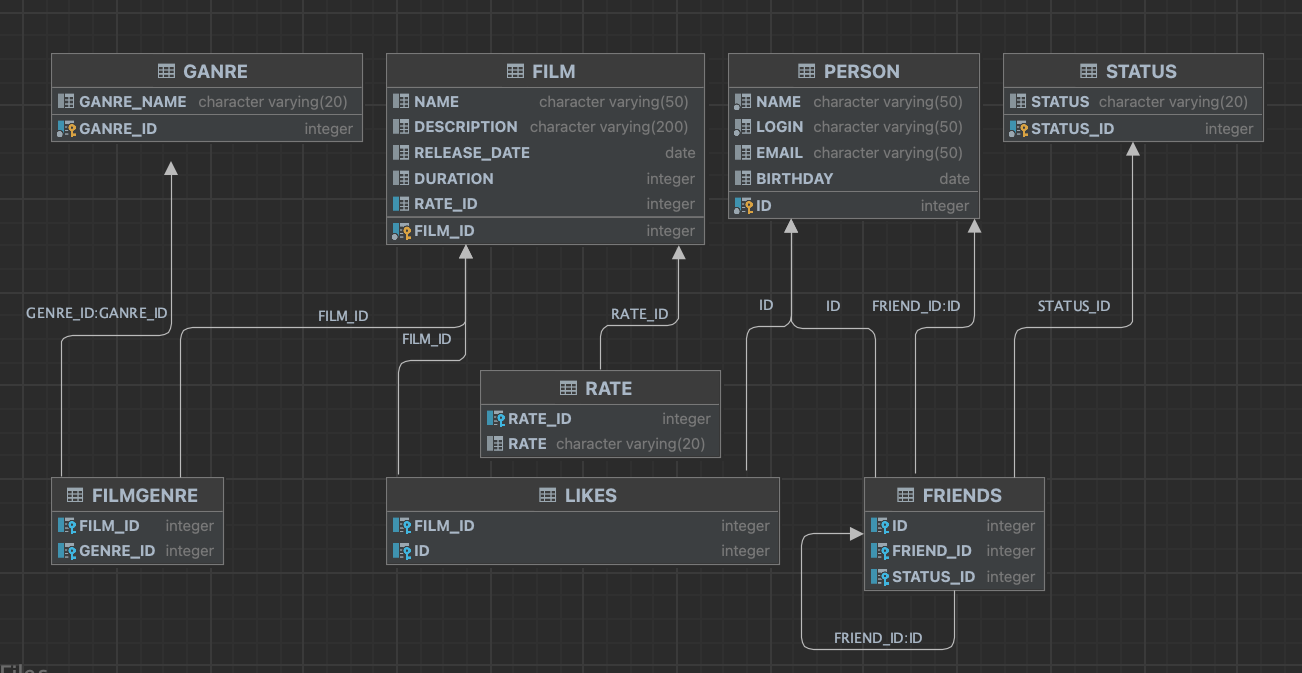 GANRE
GANRE_NAME character varying(20)
GANRE_ID integer
FILM
NAME character varying(50)
DESCRIPTION character varying(200)
RELEASE_DATE date
DURATION integer
RATE_ID integer
FILM_ID integer
PERSON
NAME character varying(50)
LOGIN character varying(50)
EMAIL character varying(50)
BIRTHDAY date
ID integer
STATUS
STATUS character varying(20)
STATUS_ID integer
GENRE_ID:GANRE_ID
FILM_ID
FILM_ID
RATE_ID
ID
ID
FRIEND_ID:ID
STATUS_ID
RATE
RATE_ID integer
RATE character varying(20)
FILMGENRE
FILM_ID integer
GENRE_ID integer
LIKES
FILM_ID integer
ID integer
FRIENDS
ID integer
FRIEND_ID integer
STATUS_ID integer
FRIEND_ID:ID
Files